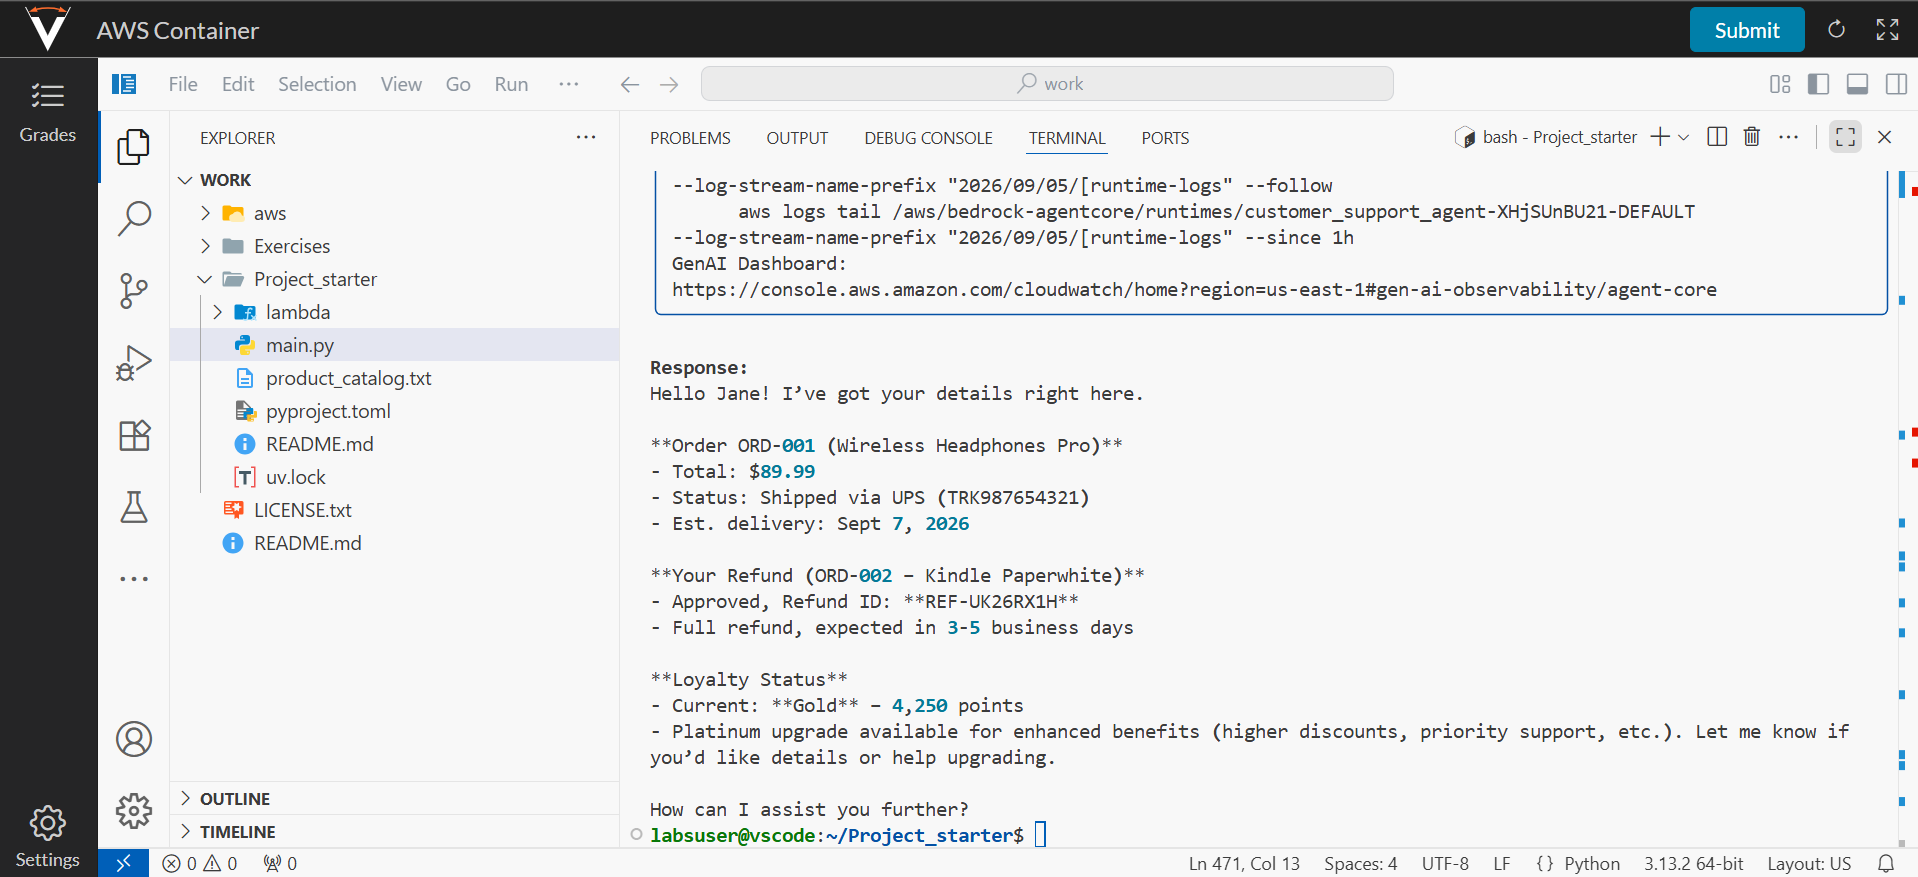 AWS Container
Submit
Grades
File Edit Selection View Go Run ···
work
EXPLORER
WORK
aws
Exercises
Project_starter
lambda
main.py
product_catalog.txt
pyproject.toml
README.md
uv.lock
LICENSE.txt
README.md
OUTLINE
TIMELINE
Settings
PROBLEMS OUTPUT DEBUG CONSOLE TERMINAL PORTS
bash - Project_starter
--log-stream-name-prefix "2026/09/05/[runtime-logs" --follow
aws logs tail /aws/bedrock-agentcore/runtimes/customer_support_agent-XHjSUnBU21-DEFAULT
--log-stream-name-prefix "2026/09/05/[runtime-logs" --since 1h
GenAI Dashboard:
https://console.aws.amazon.com/cloudwatch/home?region=us-east-1#gen-ai-observability/agent-core
Response:
Hello Jane! I’ve got your details right here.
**Order ORD-001 (Wireless Headphones Pro)**
- Total: $89.99
- Status: Shipped via UPS (TRK987654321)
- Est. delivery: Sept 7, 2026
**Your Refund (ORD-002 – Kindle Paperwhite)**
- Approved, Refund ID: **REF-UK26RX1H**
- Full refund, expected in 3-5 business days
**Loyalty Status**
- Current: **Gold** – 4,250 points
- Platinum upgrade available for enhanced benefits (higher discounts, priority support, etc.). Let me know if
you’d like details or help upgrading.
How can I assist you further?
labsuser@vscode:~/Project_starter$
0 0 0
Ln 471, Col 13 Spaces: 4 UTF-8 LF {} Python 3.13.2 64-bit Layout: US